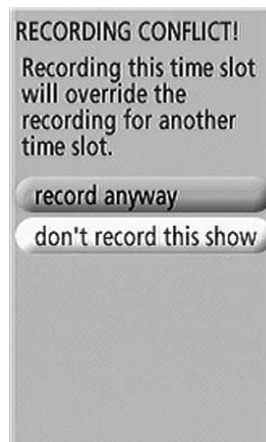 RECORDING CONFLICT!
Recording this time slot
will override the
recording for another
time slot.
record anyway
don't record this show